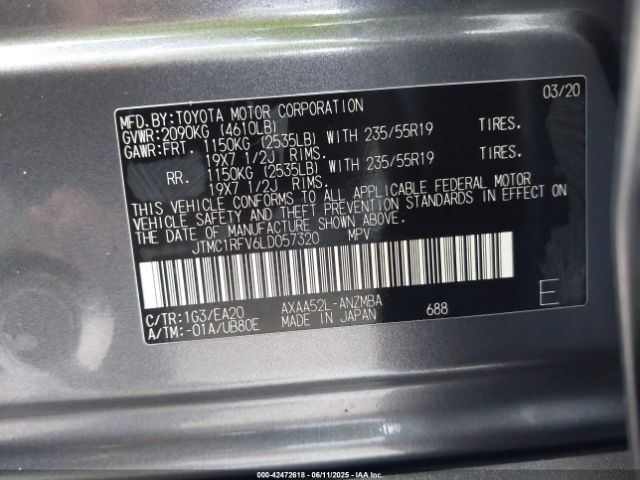 MFD.BY:TOYOTA MOTOR CORPORATION 03/20
GVWR:2090KG (4610LB)
GAWR:FRT. 1150KG (2535LB) WITH 235/55R19 TIRES.
19X7 1/2J RIMS.
RR. 1150KG (2535LB) WITH 235/55R19 TIRES.
19X7 1/2J RIMS.
THIS VEHICLE CONFORMS TO ALL APPLICABLE FEDERAL MOTOR
VEHICLE SAFETY AND THEFT PREVENTION STANDARDS IN EFFECT ON
THE DATE OF MANUFACTURE SHOWN ABOVE.
JTMC1RFV6LD057320 MPV
C/TR:1G3/EA20 AXAA52L-ANZMBA E
A/TM:-01A/UB80E MADE IN JAPAN 688
000-42472618 - 06/11/2025 - IAAI.COM